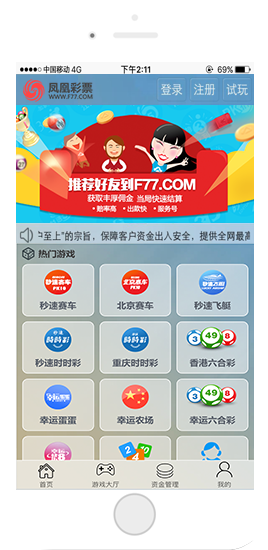 中国移动 4G
下午2:11
69%
凤凰彩票
WWW.F77.COM
登录
注册
试玩
推荐好友到F77.COM
获取丰厚佣金 当局快速结算
·赔率高 ·出款快 ·服务号
至上"的宗旨，保障客户资金出入安全，提供全网最高
热门游戏
秒速赛车
PK10
北京赛车
PK10
秒速飞艇
秒速赛车
北京赛车
秒速飞艇
秒速
时时彩
时时彩
3 49 8
秒速时时彩
重庆时时彩
香港六合彩
幸运蛋蛋
3 49 8
幸运蛋蛋
幸运农场
幸运六合彩
首页
游戏大厅
资金管理
我的